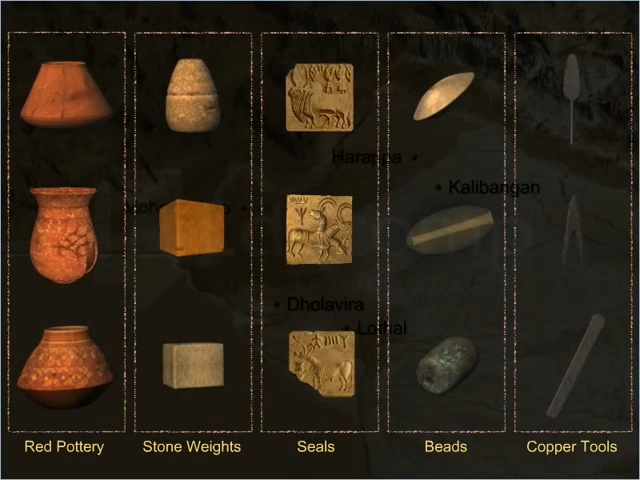 Harappa
Kalibangan
Dholavira
Lothal
Red Pottery
Stone Weights
Seals
Beads
Copper Tools